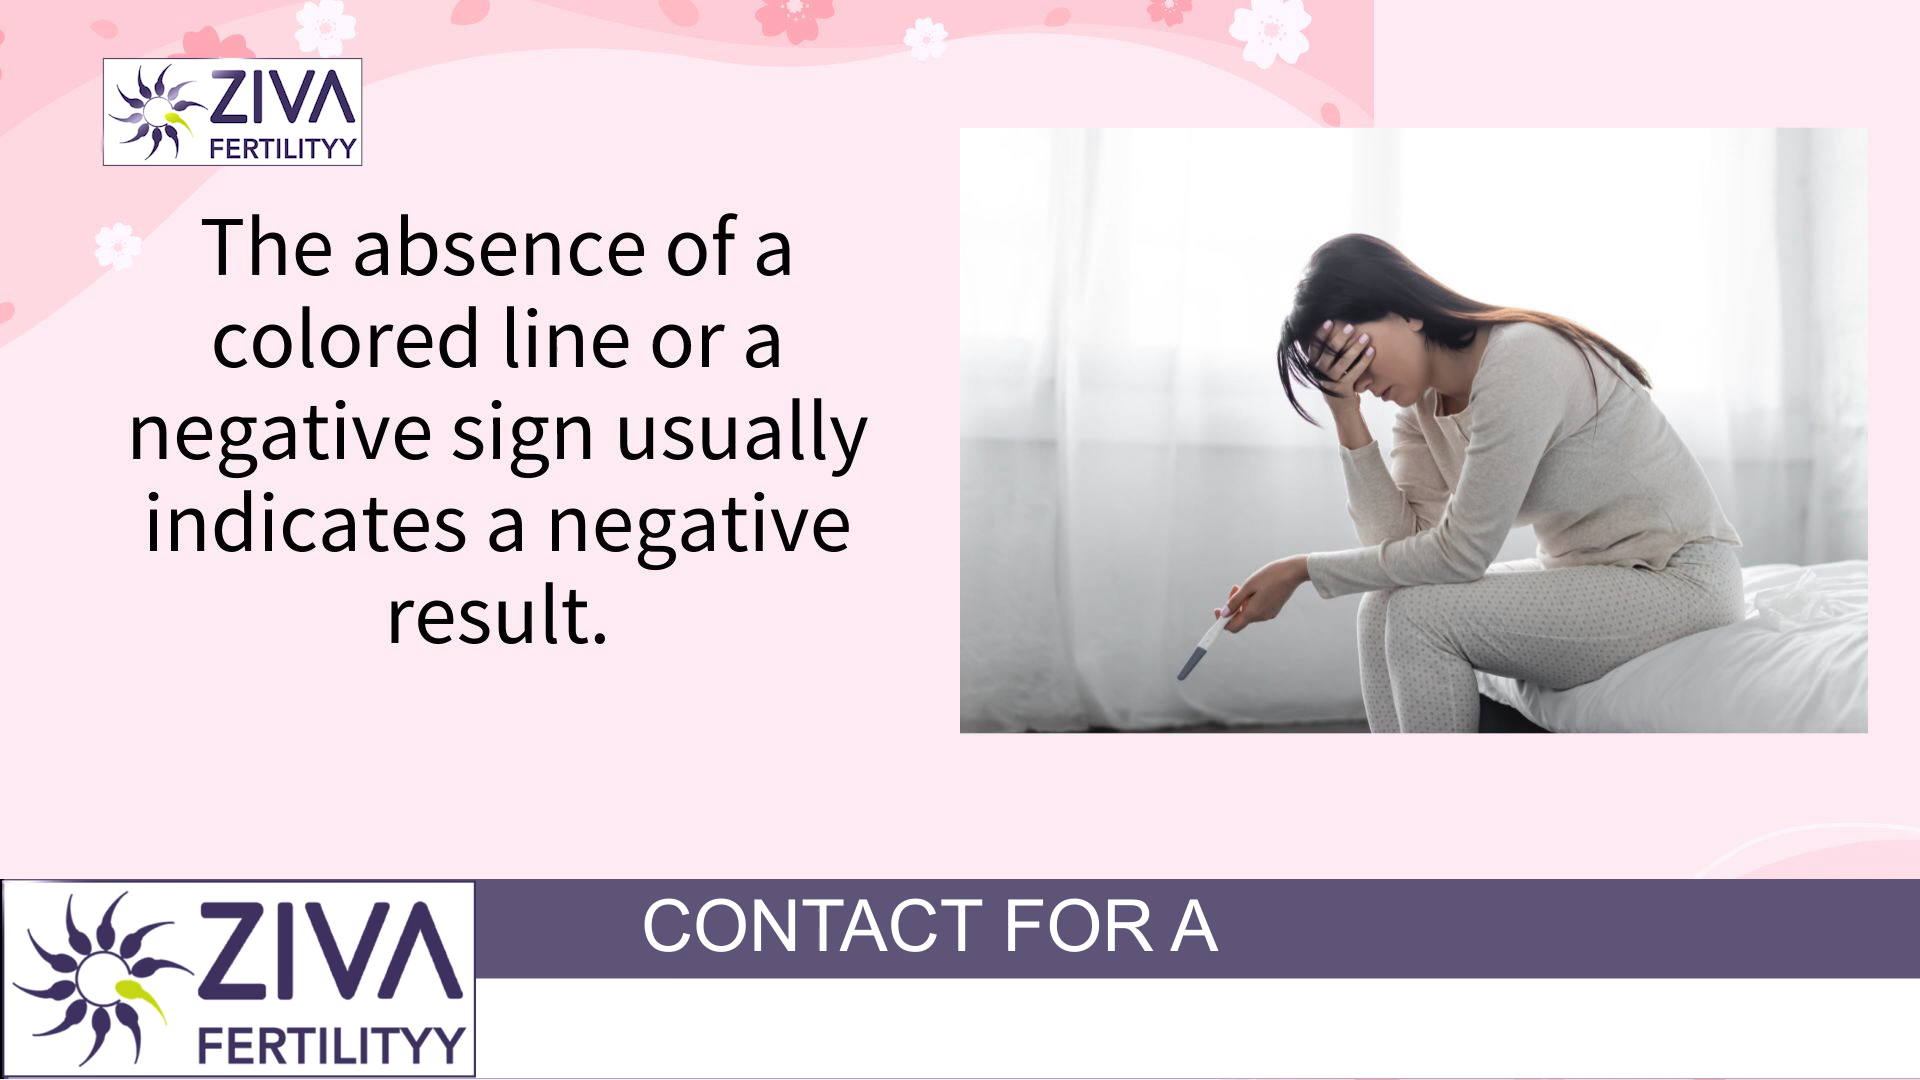 ZIVA
FERTILITYY
The absence of a
colored line or a
negative sign usually
indicates a negative
result.
CONTACT FOR A
ZIVA
FERTILITYY